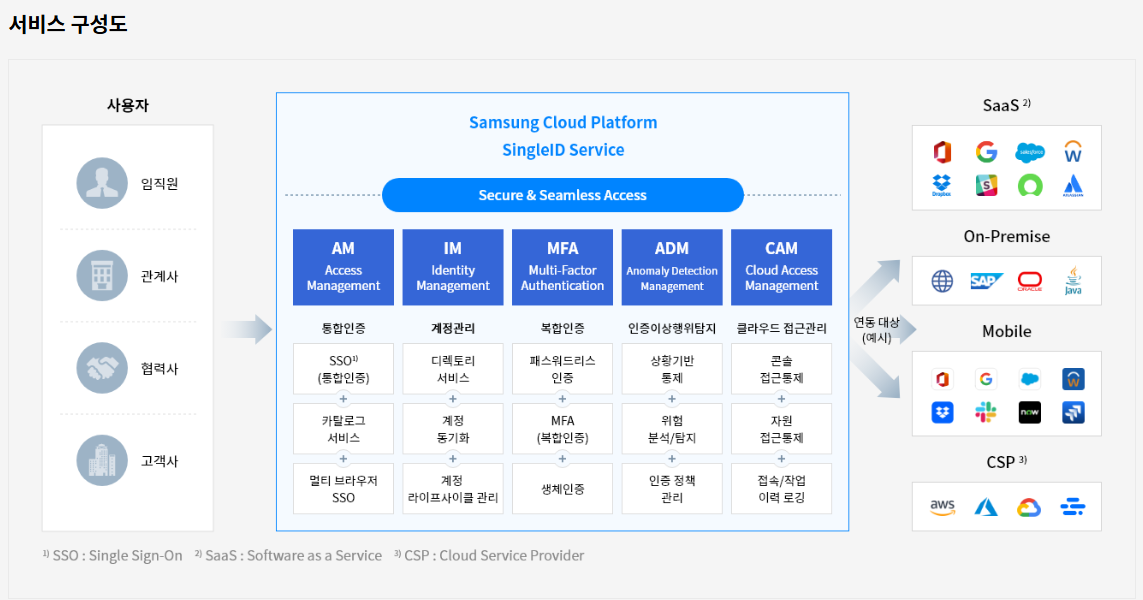 서비스 구성도
사용자
임직원
관계사
협력사
고객사
Samsung Cloud Platform
SingleID Service
Secure & Seamless Access
AM
Access
Management
통합인증
SSO¹⁾
(통합인증)
+
카탈로그
서비스
+
멀티 브라우저
SSO
IM
Identity
Management
계정관리
디렉토리
서비스
+
계정
동기화
+
계정
라이프사이클 관리
MFA
Multi-Factor
Authentication
복합인증
패스워드리스
인증
+
MFA
(복합인증)
+
생체인증
ADM
Anomaly Detection
Management
인증이상행위탐지
상황기반
통제
+
위험
분석/탐지
+
인증 정책
관리
CAM
Cloud Access
Management
클라우드 접근관리
콘솔
접근통제
+
자원
접근통제
+
접속/작업
이력 로깅
연동 대상
(예시)
SaaS ²⁾
salesforce
W
Dropbox
S
On-Premise
SAP
ORACLE
Java
Mobile
W
now
CSP ³⁾
aws
¹⁾ SSO : Single Sign-On ²⁾ SaaS : Software as a Service ³⁾ CSP : Cloud Service Provider